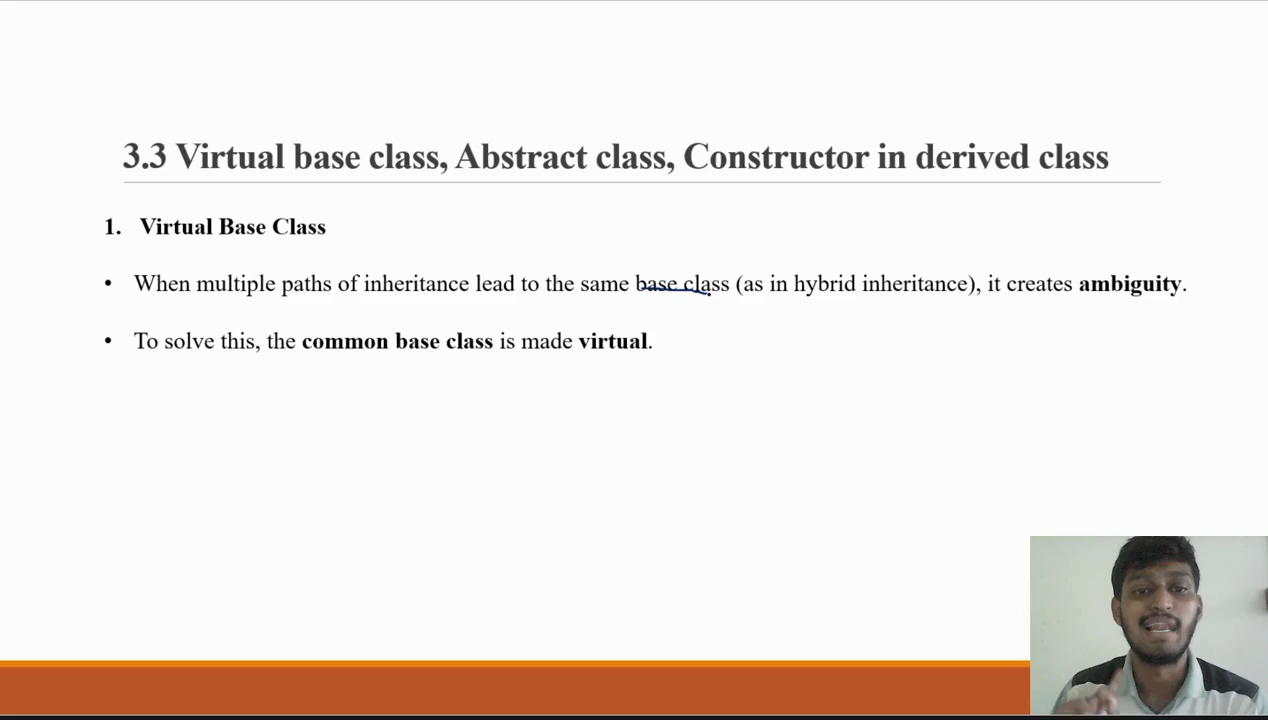 3.3 Virtual base class, Abstract class, Constructor in derived class
1. Virtual Base Class
• When multiple paths of inheritance lead to the same base class (as in hybrid inheritance), it creates ambiguity.
• To solve this, the common base class is made virtual.